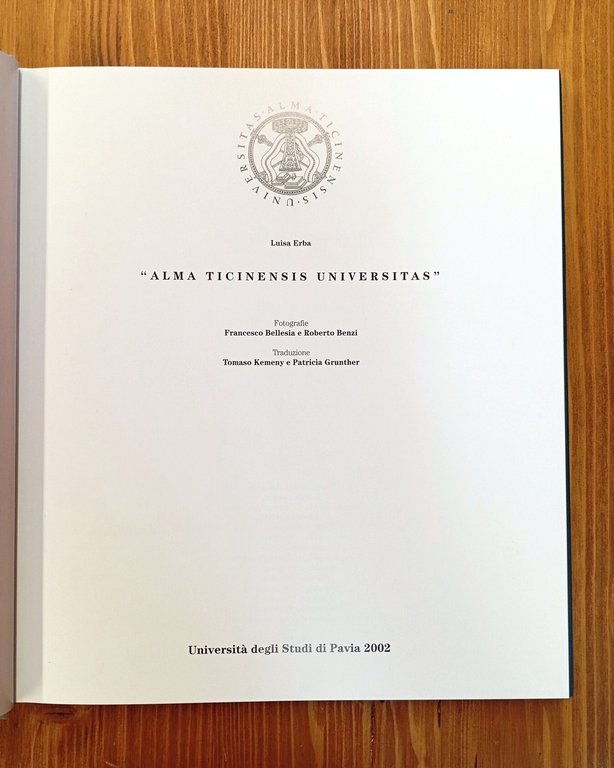 UNIVERSITAS · ALMA · TICINENSIS ·
Luisa Erba
“ALMA TICINENSIS UNIVERSITAS”
Fotografie
Francesco Bellesia e Roberto Benzi
Traduzione
Tomaso Kemeny e Patricia Grunther
Università degli Studi di Pavia 2002